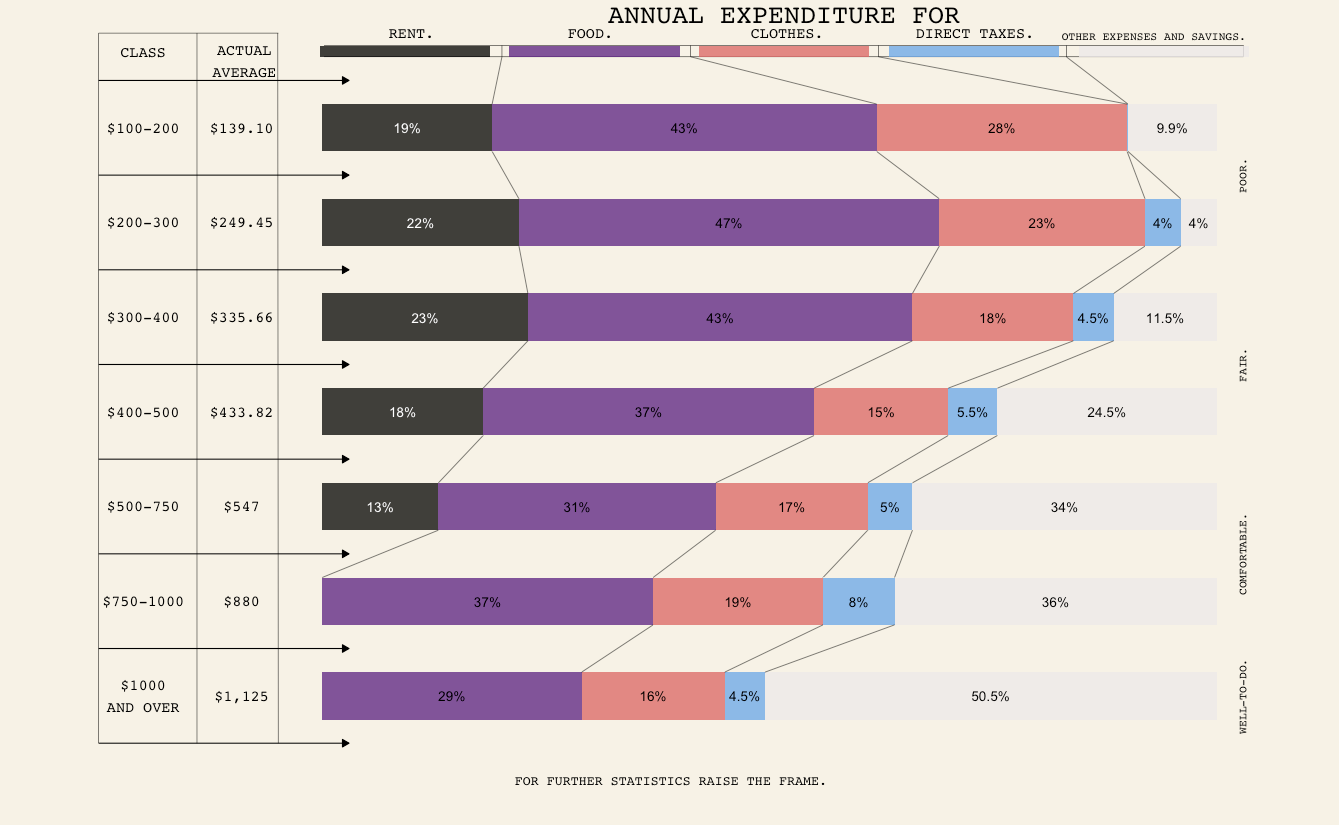 ANNUAL EXPENDITURE FOR
RENT. FOOD. CLOTHES. DIRECT TAXES. OTHER EXPENSES AND SAVINGS.
CLASS ACTUAL
AVERAGE
$100-200 $139.10 19% 43% 28% 9.9%
POOR.
$200-300 $249.45 22% 47% 23% 4% 4%
$300-400 $335.66 23% 43% 18% 4.5% 11.5%
FAIR.
$400-500 $433.82 18% 37% 15% 5.5% 24.5%
$500-750 $547 13% 31% 17% 5% 34%
COMFORTABLE.
$750-1000 $880 37% 19% 8% 36%
$1000
AND OVER $1,125 29% 16% 4.5% 50.5%
WELL-TO-DO.
FOR FURTHER STATISTICS RAISE THE FRAME.